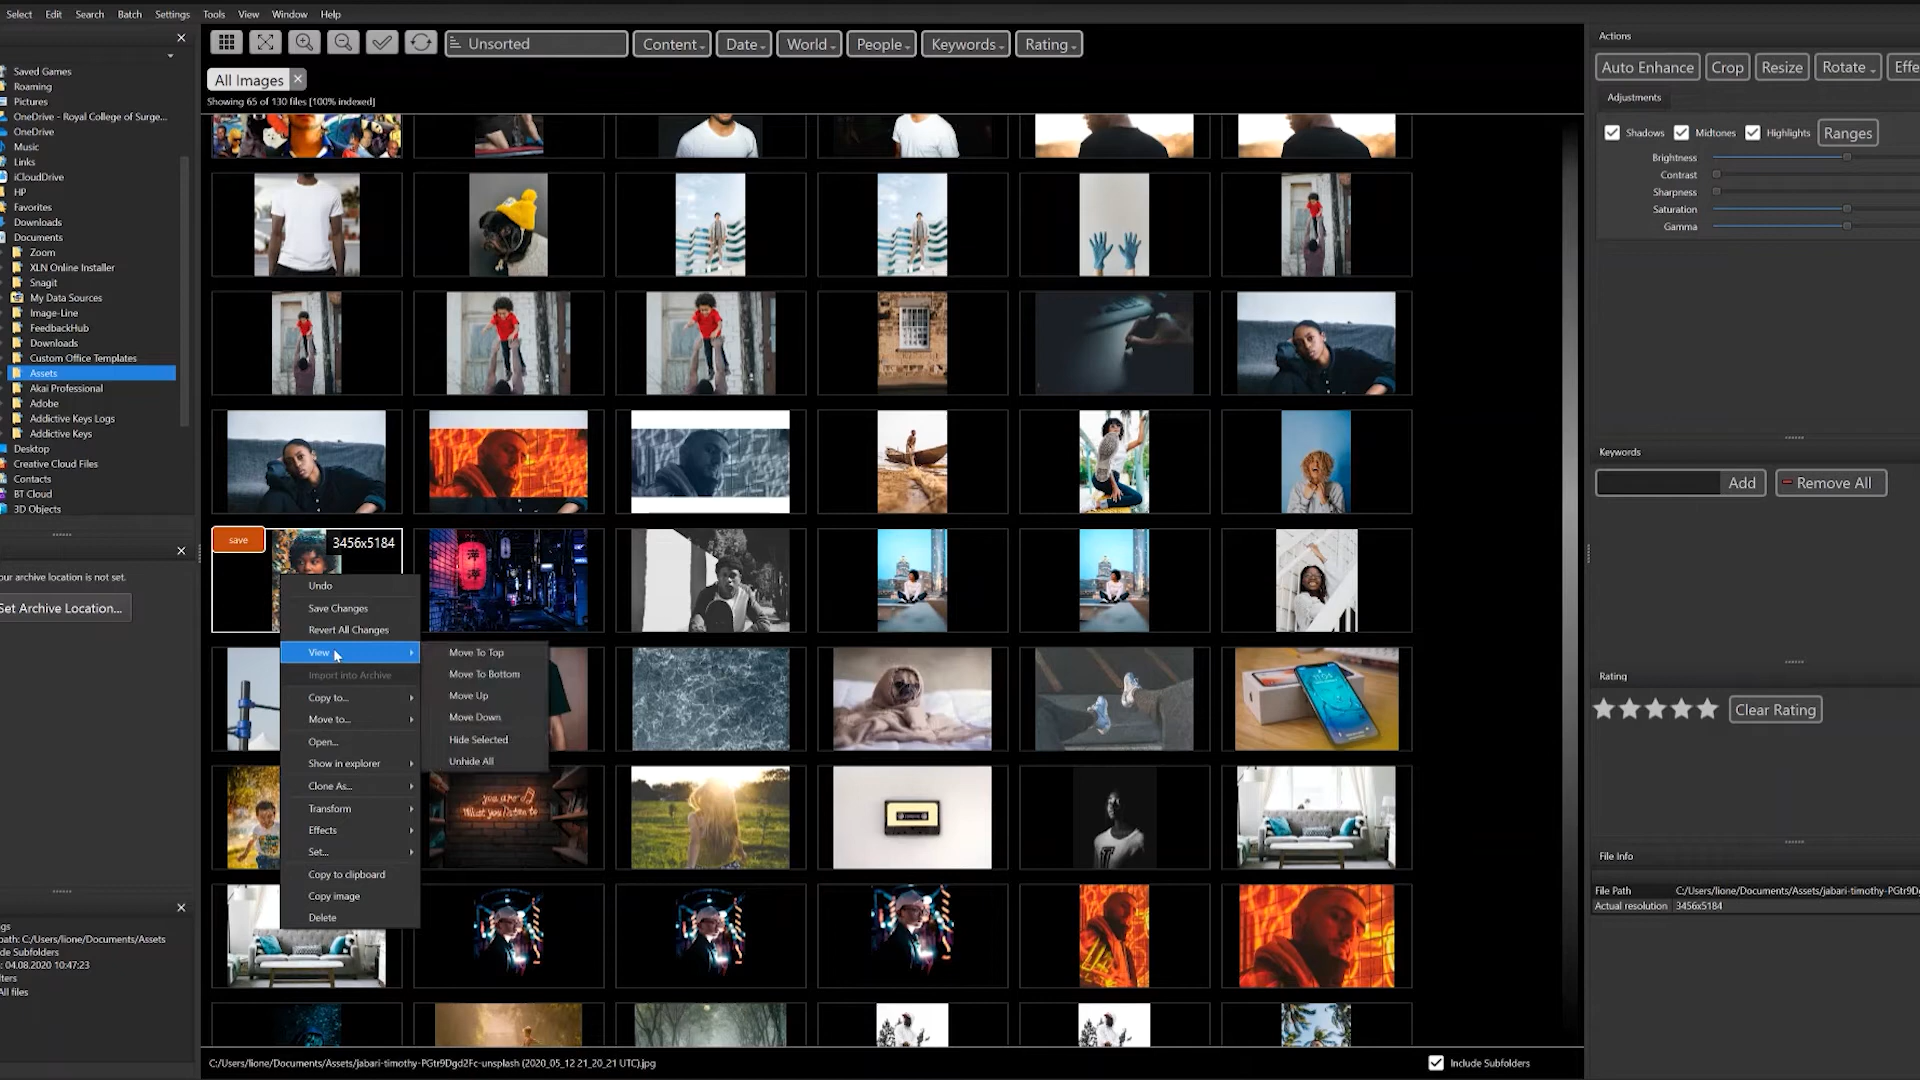 Select Edit Search Batch Settings Tools View Window Help
Unsorted
Content
Date
World
People
Keywords
Rating
All Images
Showing 65 of 130 files [100% indexed]
Saved Games
Roaming
Pictures
OneDrive - Royal College of Surge...
OneDrive
Music
Links
iCloudDrive
HP
Favorites
Downloads
Documents
Zoom
XLN Online Installer
Snagit
My Data Sources
Image-Line
FeedbackHub
Downloads
Custom Office Templates
Assets
Akai Professional
Adobe
Addictive Keys Logs
Addictive Keys
Desktop
Creative Cloud Files
Contacts
BT Cloud
3D Objects
our archive location is not set.
Set Archive Location...
gs
path: C:/Users/lione/Documents/Assets
de Subfolders
: 04.08.2020 10:47:23
lters
All files
save
3456x5184
Undo
Save Changes
Revert All Changes
View
Import into Archive
Copy to...
Move to...
Open...
Show in explorer
Clone As...
Transform
Effects
Set...
Copy to clipboard
Copy image
Delete
Move To Top
Move To Bottom
Move Up
Move Down
Hide Selected
Unhide All
you are
What you listen to
C:/Users/lione/Documents/Assets/jabari-timothy-PGtr9Dgd2Fc-unsplash (2020_05_12 21_20_21 UTC).jpg
Include Subfolders
Actions
Auto Enhance
Crop
Resize
Rotate
Effe
Adjustments
Shadows
Midtones
Highlights
Ranges
Brightness
Contrast
Sharpness
Saturation
Gamma
Keywords
Add
Remove All
Rating
Clear Rating
File Info
File Path C:/Users/lione/Documents/Assets/jabari-timothy-PGtr9Dg
Actual resolution 3456x5184